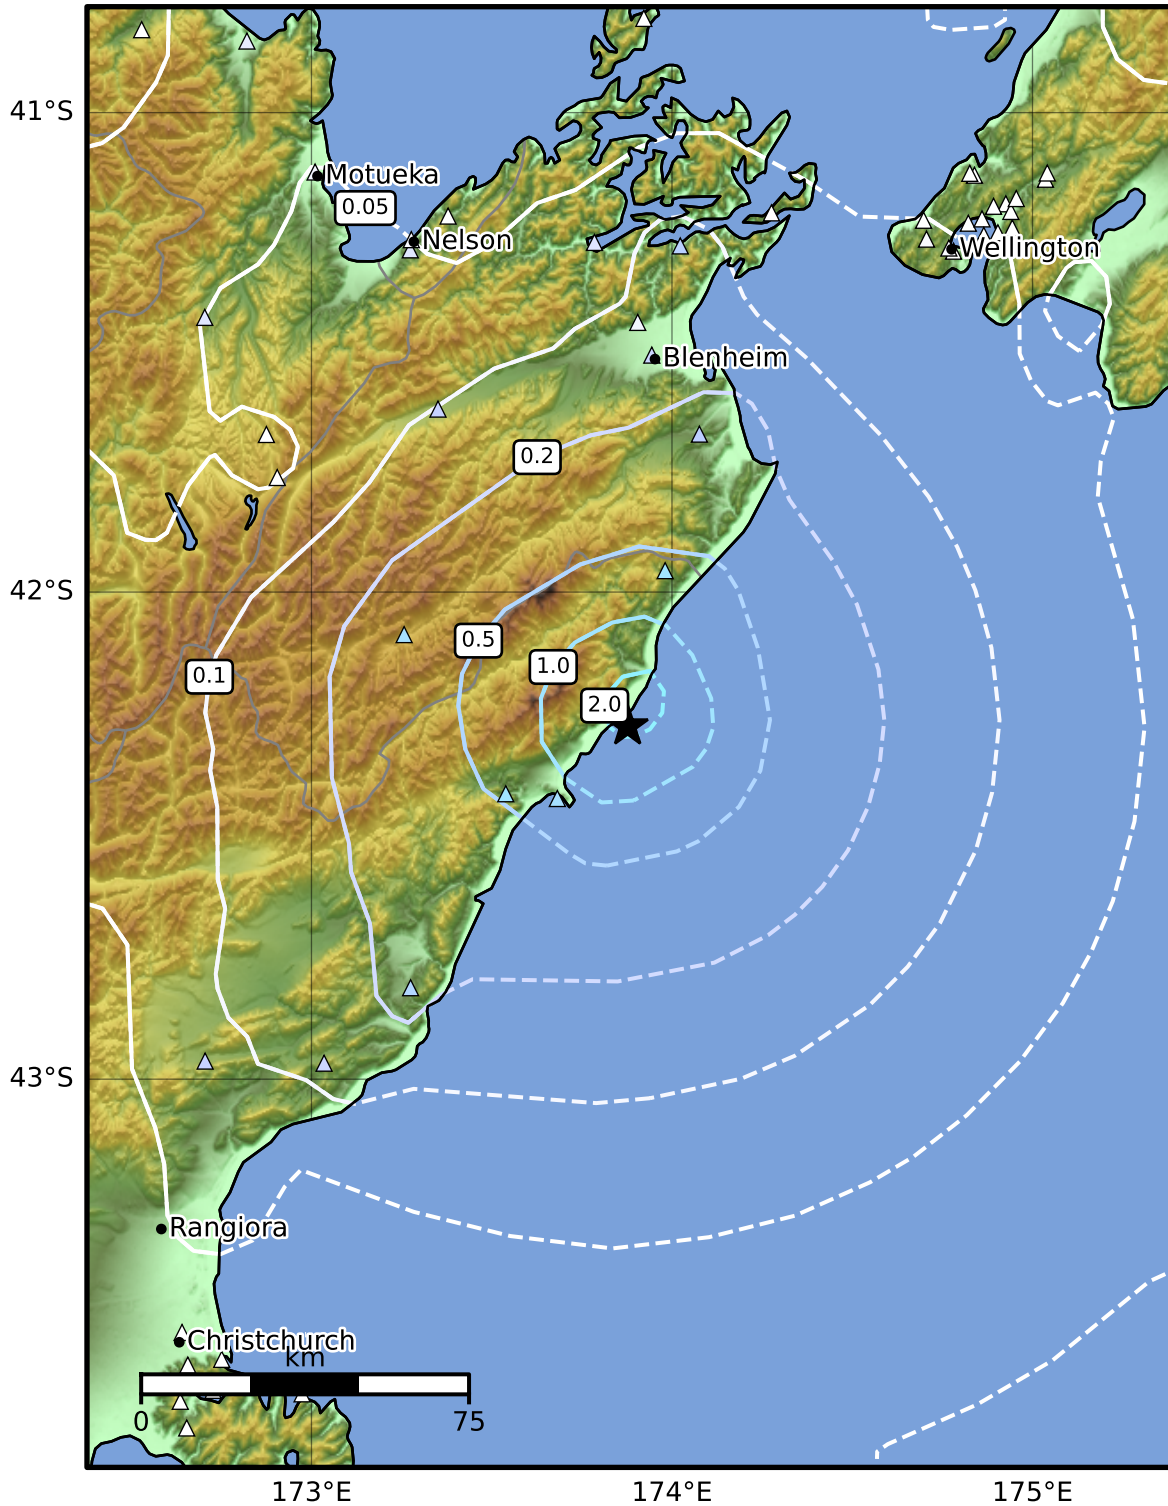 41°S
Motueka
0.05
Nelson
Wellington
Blenheim
0.2
42°S
0.5
1.0
0.1
2.0
43°S
Rangiora
Christchurch
km
0
75
173°E
174°E
175°E